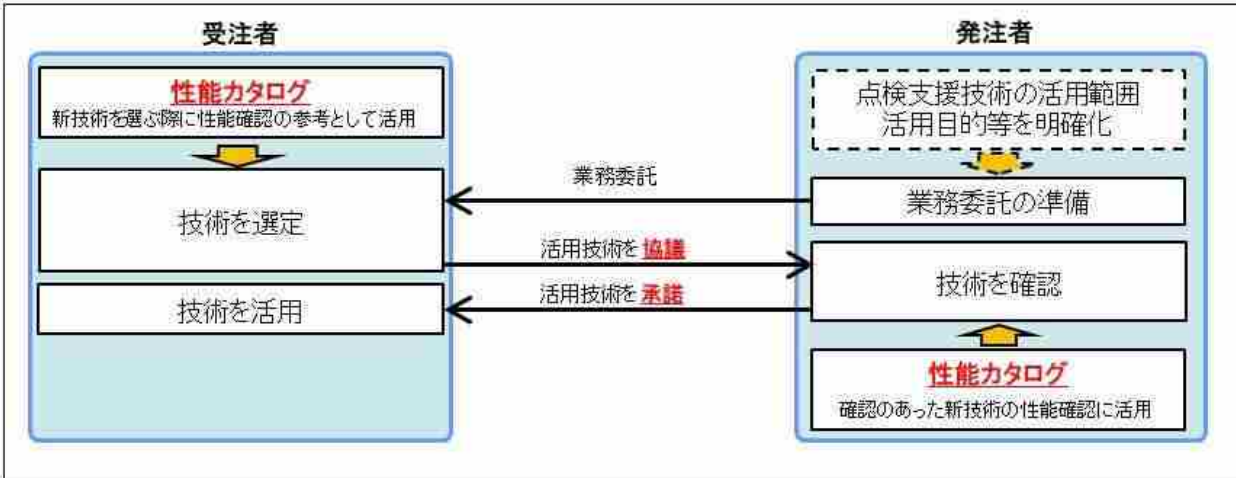 受注者
性能カタログ
新技術を選ぶ際に性能確認の参考として活用
技術を選定
技術を活用
業務委託
活用技術を協議
活用技術を承諾
発注者
点検支援技術の活用範囲
活用目的等を明確化
業務委託の準備
技術を確認
性能カタログ
確認のあった新技術の性能確認に活用